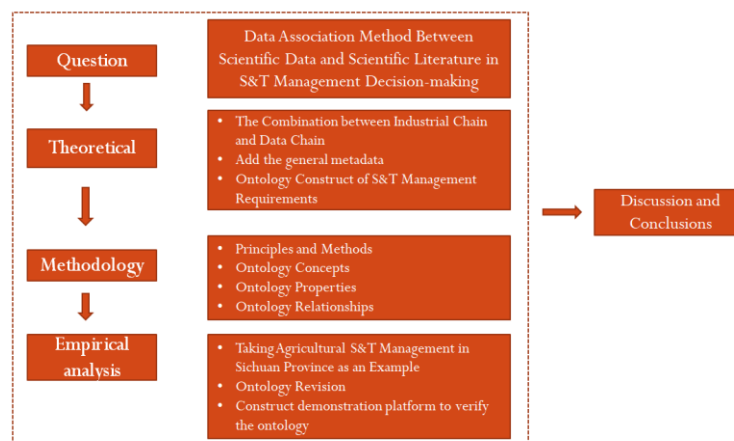 Question
Data Association Method Between
Scientific Data and Scientific Literature in
S&T Management Decision-making
Theoretical
• The Combination between Industrial Chain
and Data Chain
• Add the general metadata
• Ontology Construct of S&T Management
Requirements
Methodology
• Principles and Methods
• Ontology Concepts
• Ontology Properties
• Ontology Relationships
Empirical
analysis
• Taking Agricultural S&T Management in
Sichuan Province as an Example
• Ontology Revision
• Construct demonstration platform to verify
the ontology
Discussion and
Conclusions